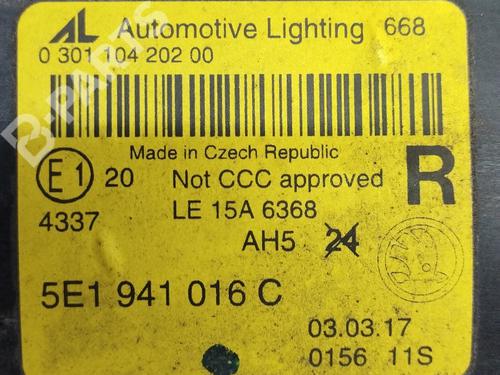 AL Automotive Lighting 668
0 301 104 202 00
Made in Czech Republic
E1 20 Not CCC approved R
4337 LE 15A 6368
AH5 24
5E1 941 016 C
03.03.17
0156 11S
B-PARTS